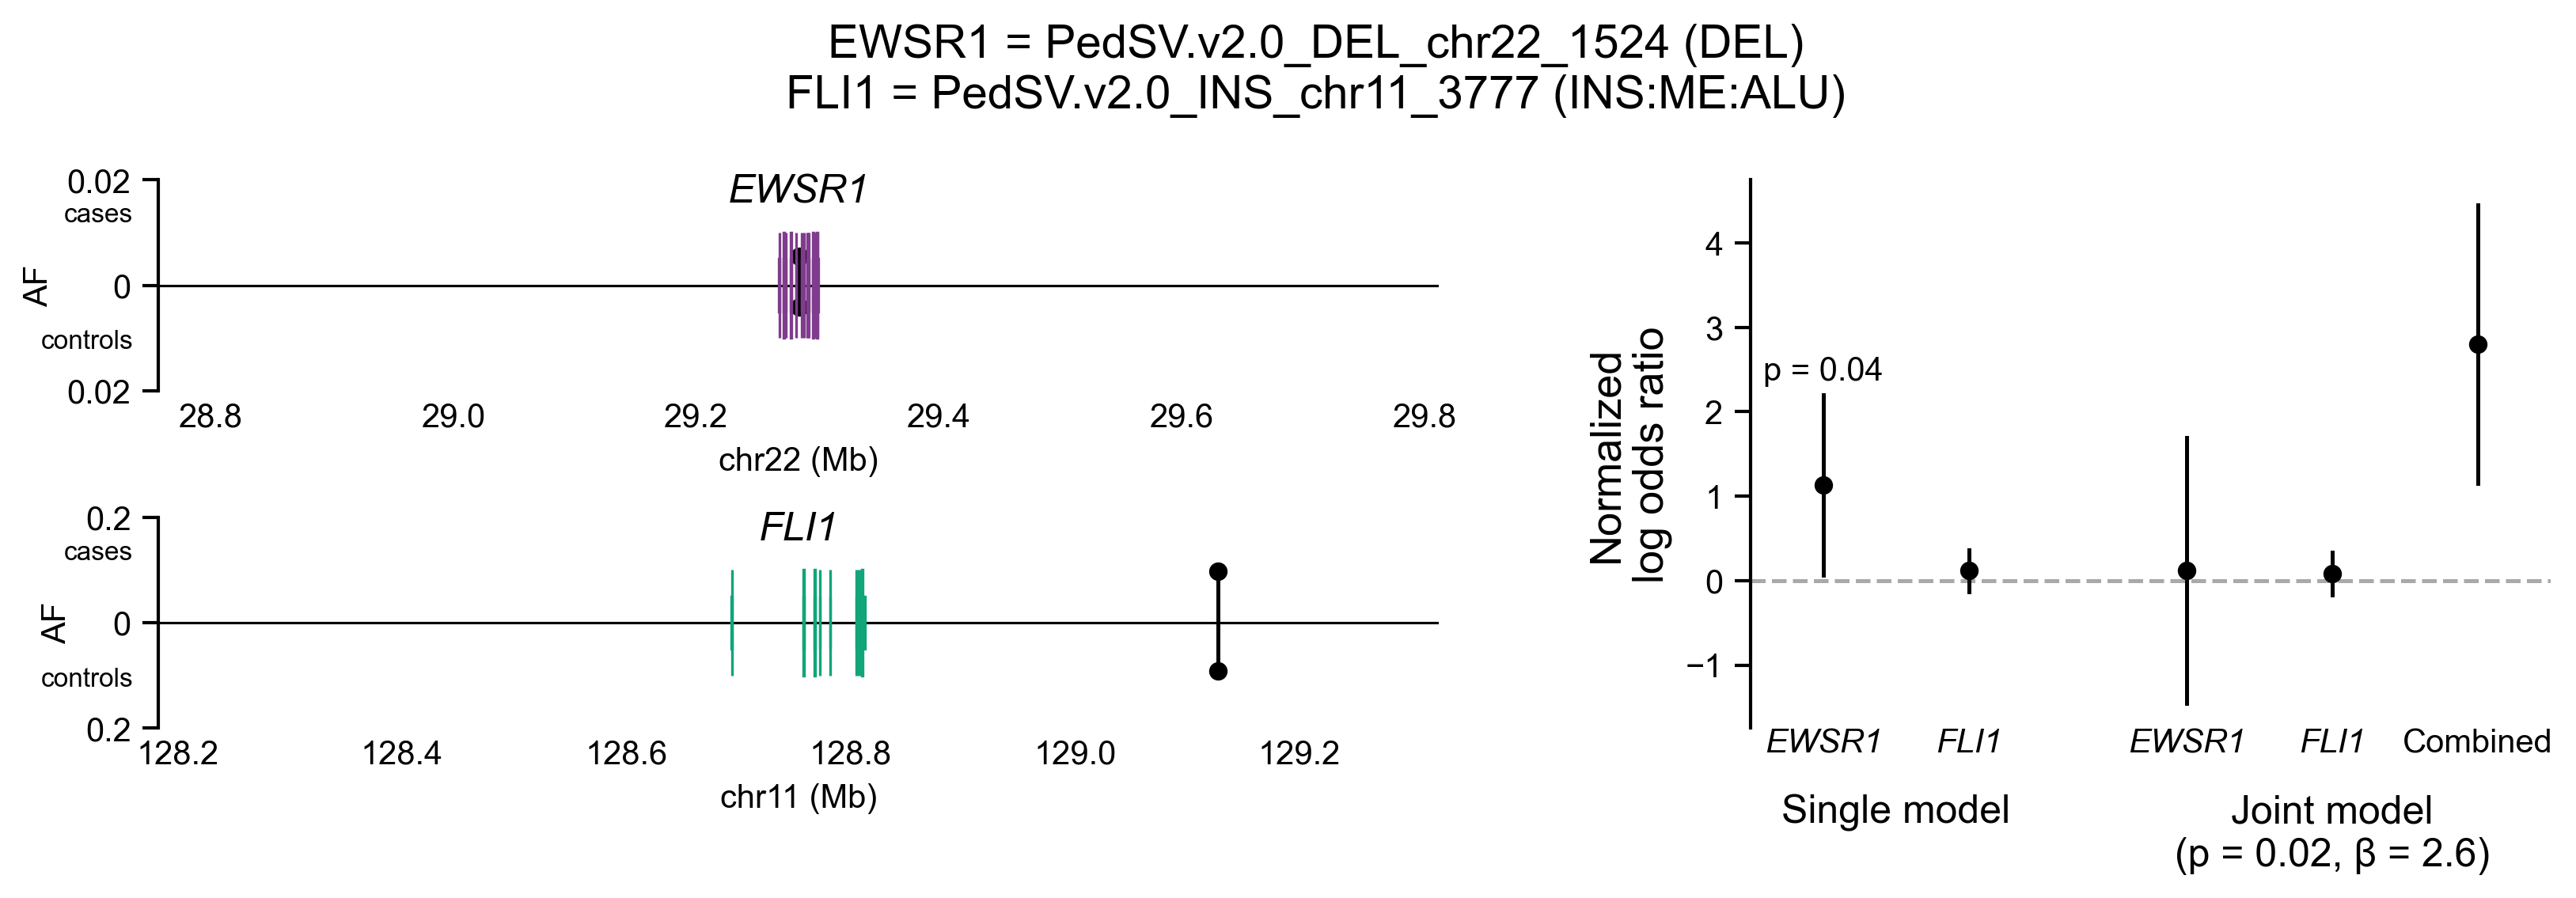 EWSR1 = PedSV.v2.0_DEL_chr22_1524 (DEL)
FLI1 = PedSV.v2.0_INS_chr11_3777 (INS:ME:ALU)
EWSR1
0.02
cases
AF
0
controls
0.02
28.8 29.0 29.2 29.4 29.6 29.8
chr22 (Mb)
FLI1
0.2
cases
AF
0
controls
0.2
128.2 128.4 128.6 128.8 129.0 129.2
chr11 (Mb)
Normalized
log odds ratio
4
3
2
1
0
−1
p = 0.04
EWSR1 FLI1 EWSR1 FLI1 Combined
Single model
Joint model
(p = 0.02, β = 2.6)